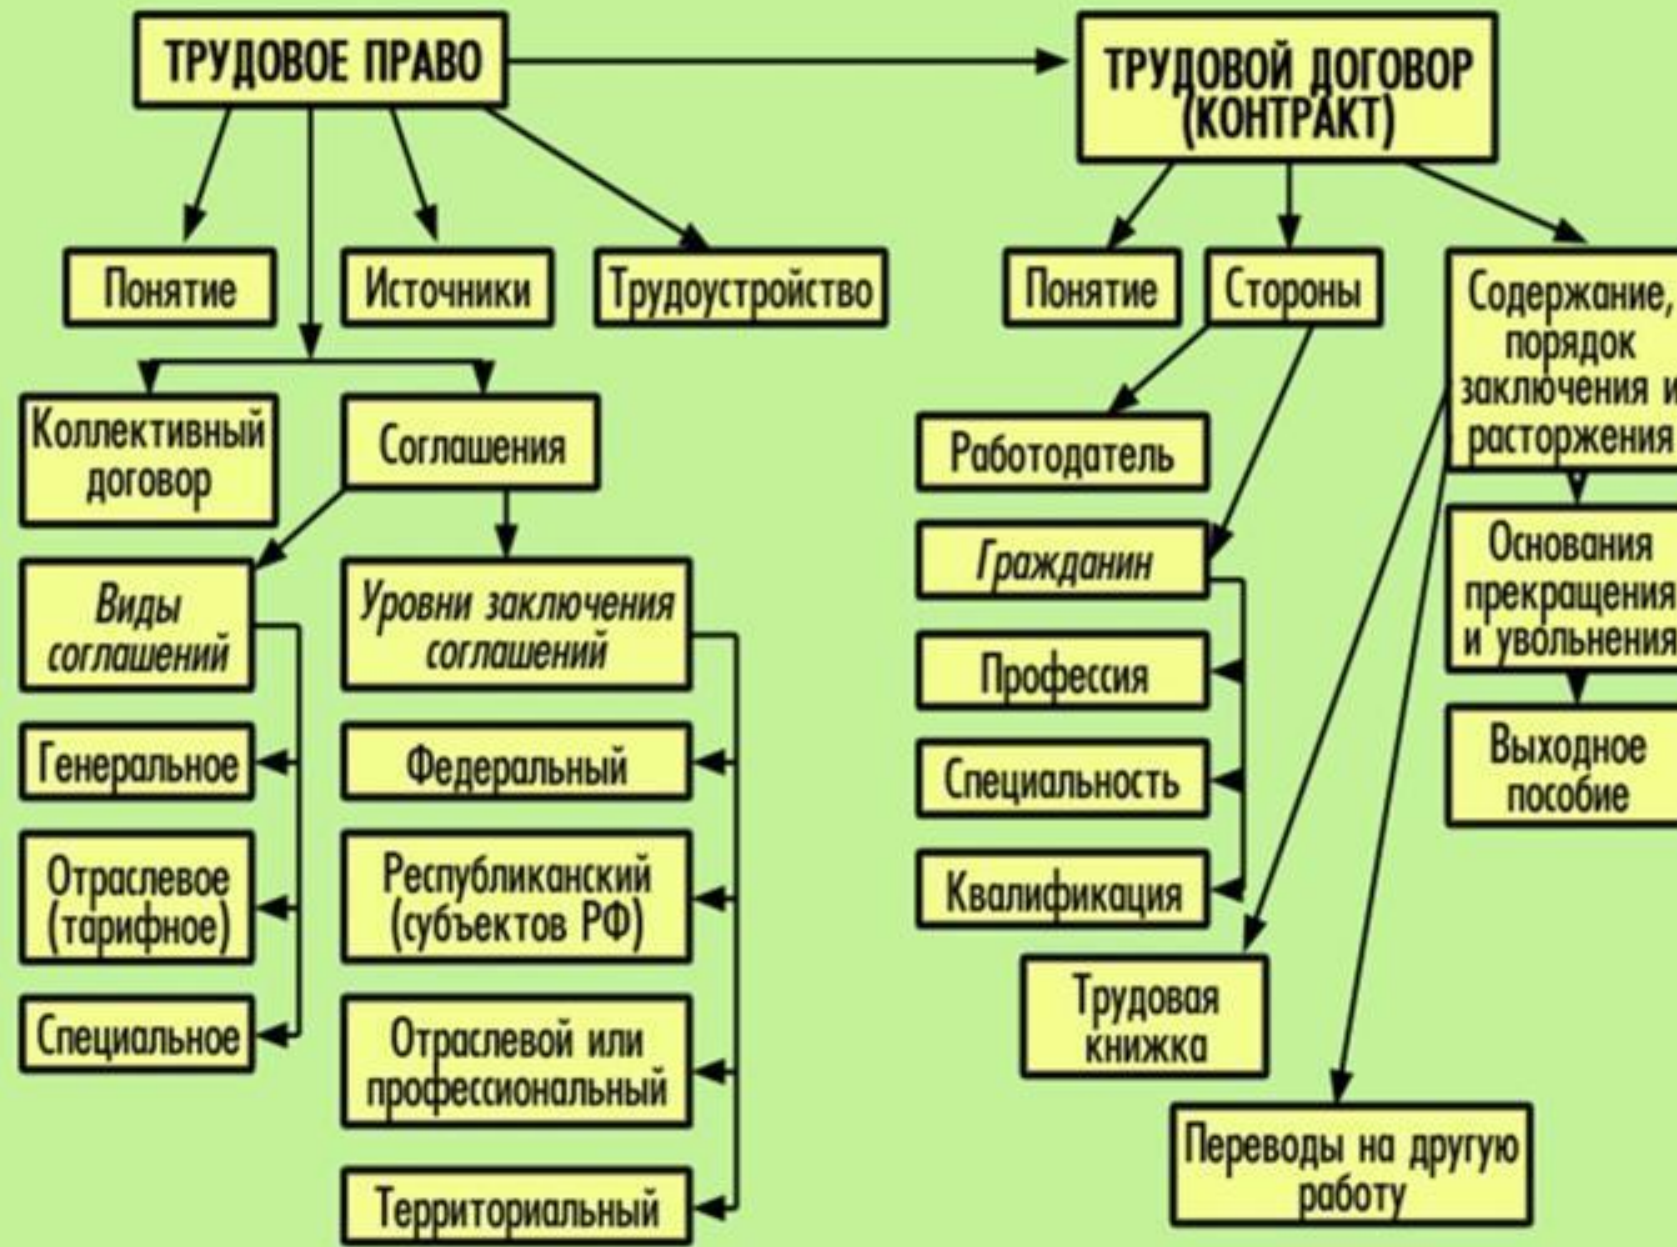 ТРУДОВОЕ ПРАВО
ТРУДОВОЙ ДОГОВОР
(КОНТРАКТ)
Понятие
Источники
Трудоустройство
Коллективный
договор
Соглашения
Виды
соглашений
Уровни заключения
соглашений
Генеральное
Отраслевое
(тарифное)
Специальное
Федеральный
Республиканский
(субъектов РФ)
Отраслевой или
профессиональный
Территориальный
Понятие
Стороны
Содержание,
порядок
заключения и
расторжения
Работодатель
Гражданин
Профессия
Специальность
Квалификация
Основания
прекращения
и увольнения
Выходное
пособие
Трудовая
книжка
Переводы на другую
работу